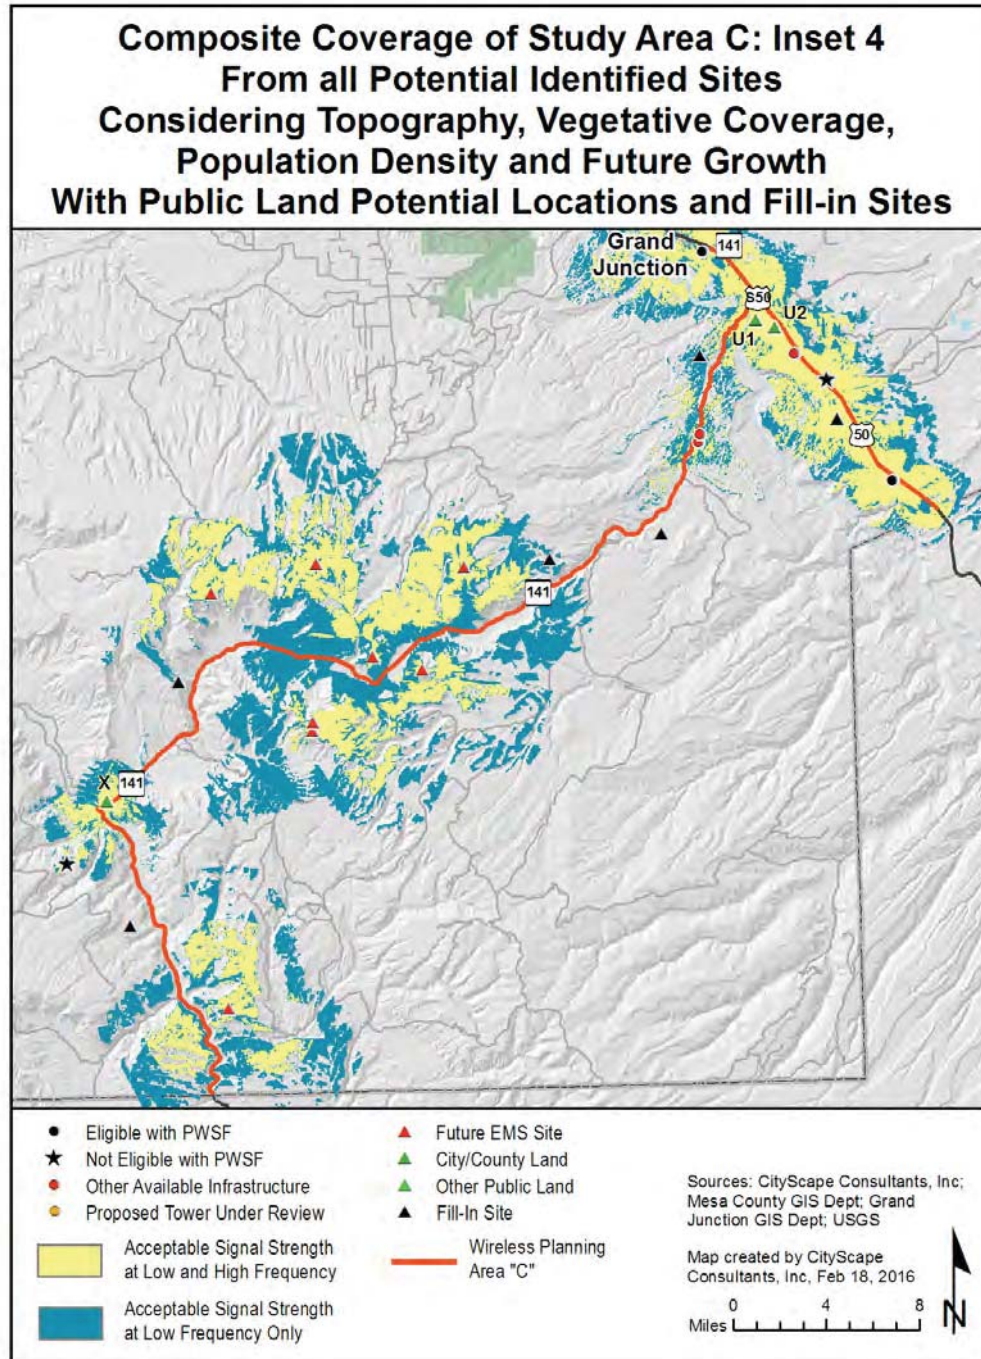 Composite Coverage of Study Area C: Inset 4
From all Potential Identified Sites
Considering Topography, Vegetative Coverage,
Population Density and Future Growth
With Public Land Potential Locations and Fill-in Sites
Grand
Junction
141
S50
U2
U1
50
141
X
141
Eligible with PWSF
Not Eligible with PWSF
Other Available Infrastructure
Proposed Tower Under Review
Future EMS Site
City/County Land
Other Public Land
Fill-In Site
Acceptable Signal Strength
at Low and High Frequency
Acceptable Signal Strength
at Low Frequency Only
Wireless Planning
Area "C"
Sources: CityScape Consultants, Inc;
Mesa County GIS Dept; Grand
Junction GIS Dept; USGS
Map created by CityScape
Consultants, Inc, Feb 18, 2016
0 4 8
Miles
N